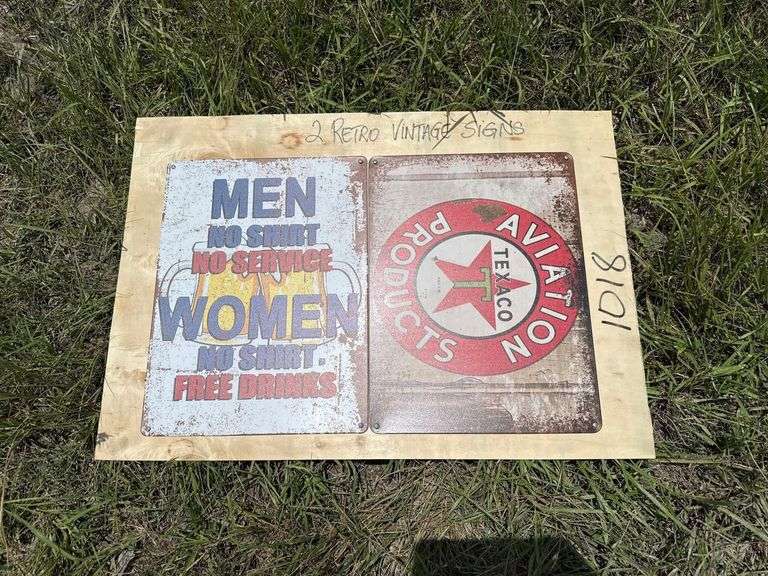 2 RETRO VINTAGE SIGNS
MEN
NO SHIRT
NO SERVICE
WOMEN
NO SHIRT
FREE DRINKS
AVIATION
TEXACO
T
PRODUCTS
1018